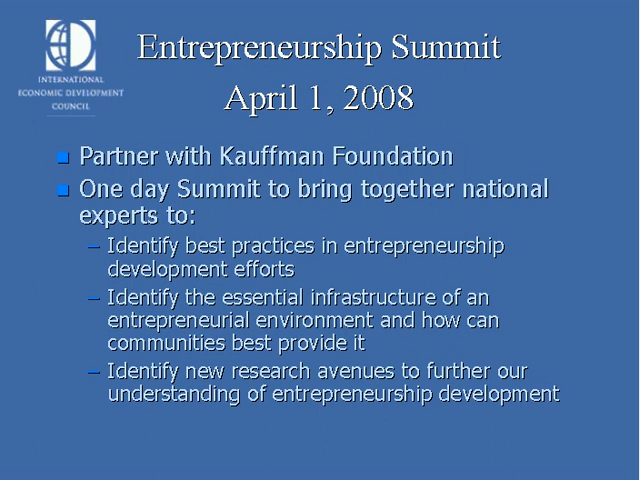 INTERNATIONAL
ECONOMIC DEVELOPMENT
COUNCIL
Entrepreneurship Summit
April 1, 2008
Partner with Kauffman Foundation
One day Summit to bring together national
experts to:
– Identify best practices in entrepreneurship
development efforts
– Identify the essential infrastructure of an
entrepreneurial environment and how can
communities best provide it
– Identify new research avenues to further our
understanding of entrepreneurship development